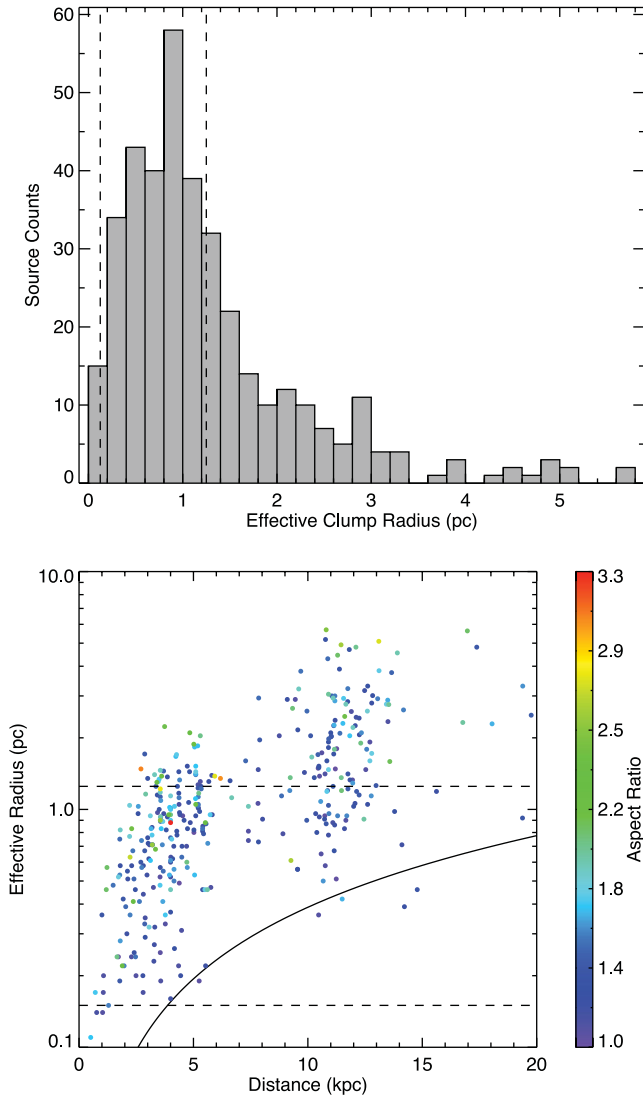 60
50
40
30
20
10
0
Source Counts
0 1 2 3 4 5
Effective Clump Radius (pc)
10.0
1.0
0.1
Effective Radius (pc)
0 5 10 15 20
Distance (kpc)
3.3
2.9
2.6
2.2
1.8
1.4
1.0
Aspect Ratio